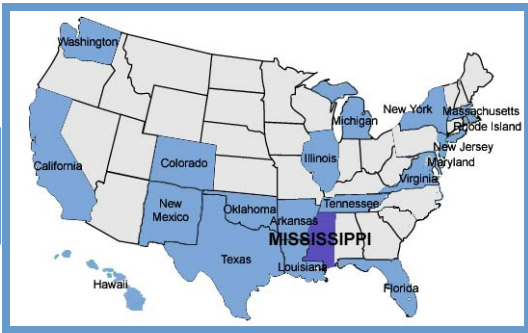 Washington
Michigan
New York
Massachusetts
Rhode Island
New Jersey
Maryland
California
Colorado
Illinois
Virginia
New
Mexico
Oklahoma
Tennessee
Arkansas
MISSISSIPPI
Texas
Louisiana
Hawaii
Florida